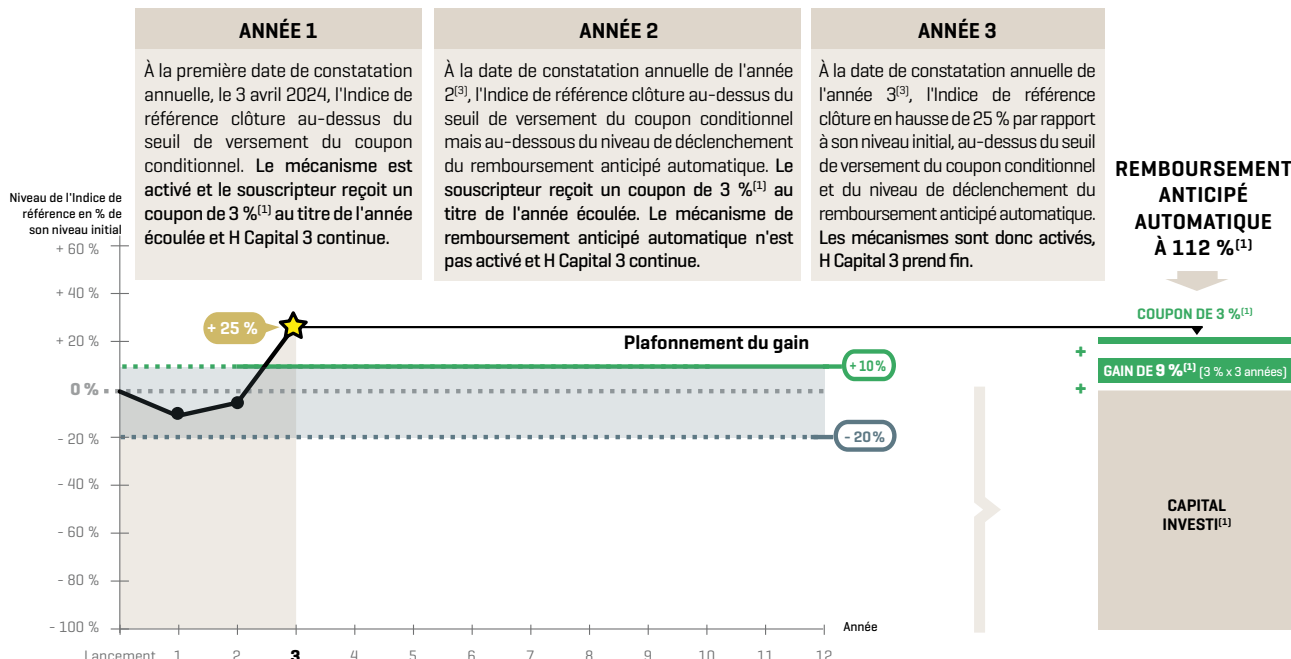 ANNÉE 1
À la première date de constatation
annuelle, le 3 avril 2024, l'Indice de
référence clôture au-dessus du
seuil de versement du coupon
conditionnel. Le mécanisme est
activé et le souscripteur reçoit un
coupon de 3 %(1) au titre de l'année
écoulée et H Capital 3 continue.
ANNÉE 2
À la date de constatation annuelle de l'année
2(3), l'Indice de référence clôture au-dessus du
seuil de versement du coupon conditionnel
mais au-dessous du niveau de déclenchement
du remboursement anticipé automatique. Le
souscripteur reçoit un coupon de 3 %(1) au
titre de l'année écoulée. Le mécanisme de
remboursement anticipé automatique n'est
pas activé et H Capital 3 continue.
ANNÉE 3
À la date de constatation annuelle de
l'année 3(3), l'Indice de référence
clôture en hausse de 25 % par rapport
à son niveau initial, au-dessus du seuil
de versement du coupon conditionnel
et du niveau de déclenchement du
remboursement anticipé automatique.
Les mécanismes sont donc activés,
H Capital 3 prend fin.
REMBOURSEMENT
ANTICIPÉ
AUTOMATIQUE
À 112 %(1)
Niveau de l'Indice de
référence en % de
son niveau initial
+ 60 %
+ 40 %
+ 20 %
0 %
- 20 %
- 40 %
- 60 %
- 80 %
- 100 %
+ 25 %
Plafonnement du gain
+ 10 %
- 20 %
COUPON DE 3 %(1)
+
GAIN DE 9 %(1) (3 % x 3 années)
+
CAPITAL
INVESTI(1)
Année
Lancement 1 2 3 4 5 6 7 8 9 10 11 12